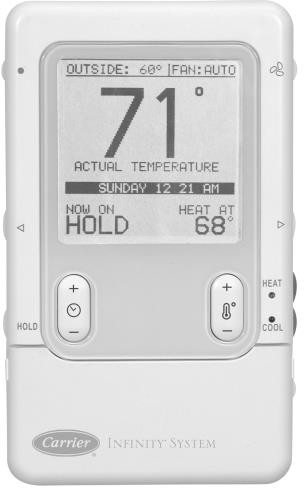 OUTSIDE: 60° | FAN: AUTO
71°
ACTUAL TEMPERATURE
SUNDAY 12 21 AM
NOW ON HEAT AT
HOLD 68°
+ +
- -
HEAT
HOLD COOL
Carrier INFINITY SYSTEM